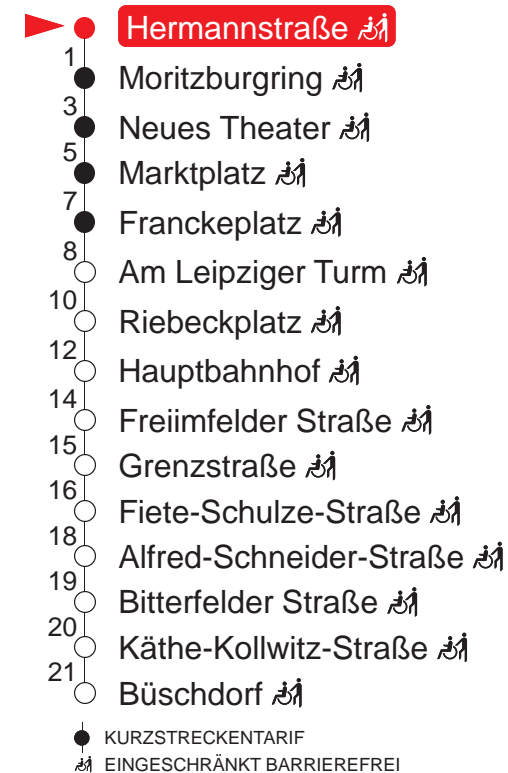 Hermannstraße
1
Moritzburgring
3
Neues Theater
5
Marktplatz
7
Franckeplatz
8
Am Leipziger Turm
10
Riebeckplatz
12
Hauptbahnhof
14
Freiimfelder Straße
15
Grenzstraße
16
Fiete-Schulze-Straße
18
Alfred-Schneider-Straße
19
Bitterfelder Straße
20
Käthe-Kollwitz-Straße
21
Büschdorf
KURZSTRECKENTARIF
EINGESCHRÄNKT BARRIEREFREI